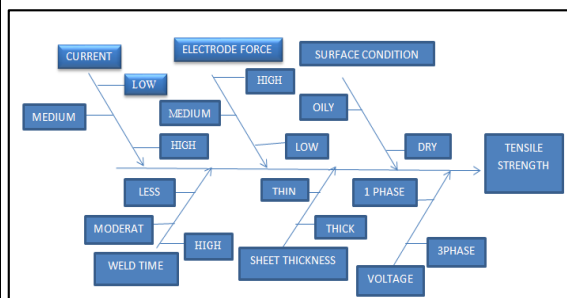 CURRENT
ELECTRODE FORCE
SURFACE CONDITION
LOW
HIGH
MEDIUM
MEDIUM
OILY
HIGH
LOW
DRY
TENSILE
STRENGTH
LESS
THIN
1 PHASE
MODERAT
THICK
HIGH
3PHASE
WELD TIME
SHEET THICKNESS
VOLTAGE